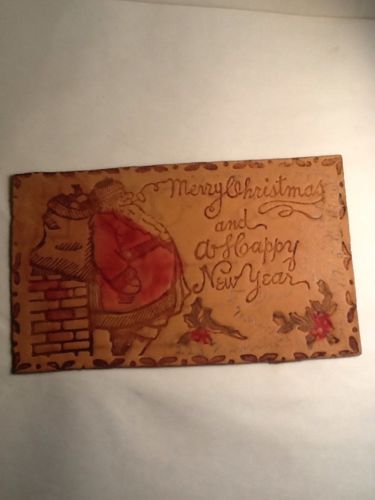 Merry Christmas
and
A Happy
New Year